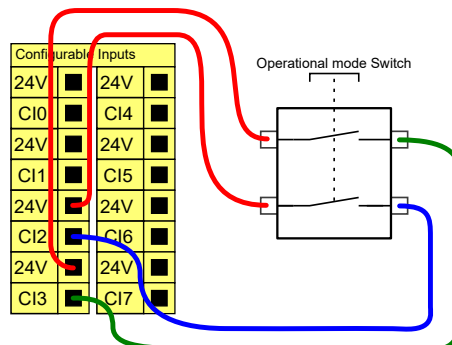 Configurable Inputs
Operational mode Switch
24V 24V
CI0 CI4
24V 24V
CI1 CI5
24V 24V
CI2 CI6
24V 24V
CI3 CI7